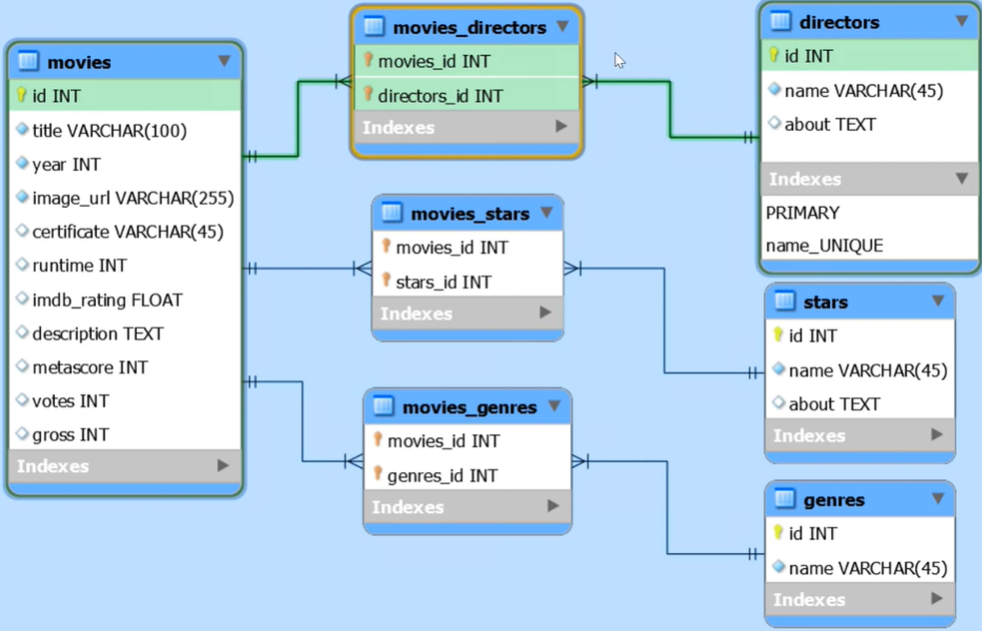 movies
id INT
title VARCHAR(100)
year INT
image_url VARCHAR(255)
certificate VARCHAR(45)
runtime INT
imdb_rating FLOAT
description TEXT
metascore INT
votes INT
gross INT
Indexes
movies_directors
movies_id INT
directors_id INT
Indexes
movies_stars
movies_id INT
stars_id INT
Indexes
movies_genres
movies_id INT
genres_id INT
Indexes
directors
id INT
name VARCHAR(45)
about TEXT
Indexes
PRIMARY
name_UNIQUE
stars
id INT
name VARCHAR(45)
about TEXT
Indexes
genres
id INT
name VARCHAR(45)
Indexes